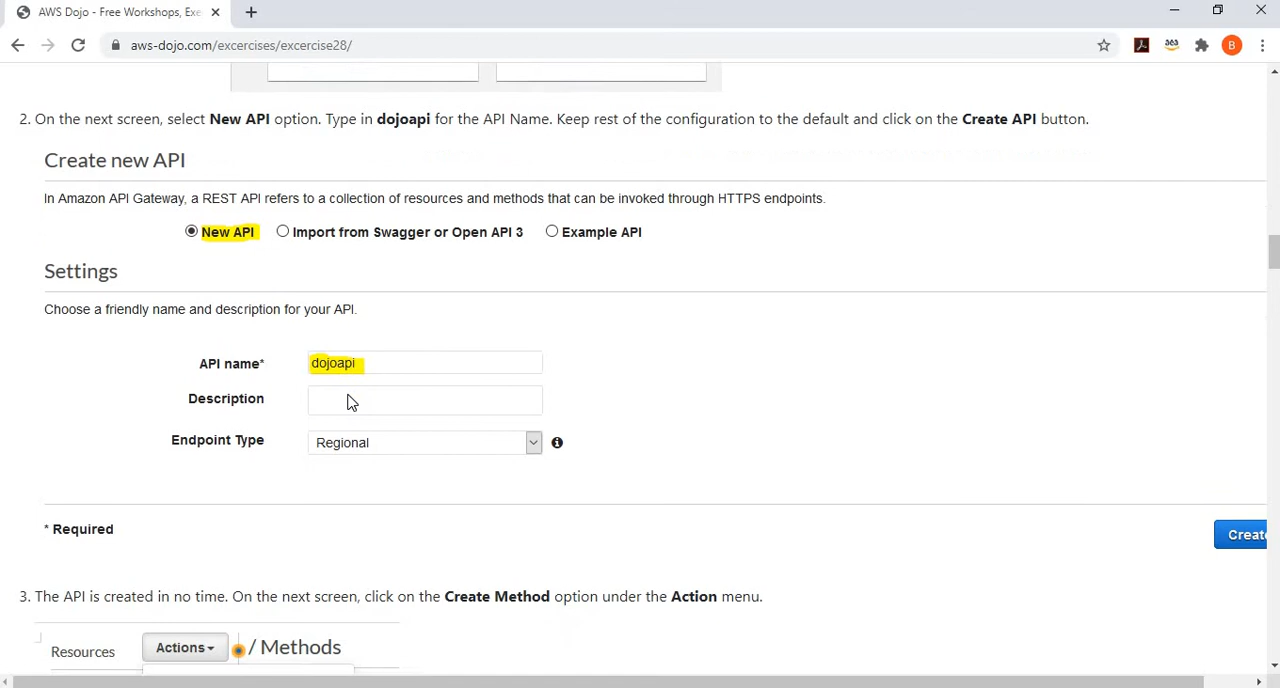 AWS Dojo - Free Workshops, Exe
aws-dojo.com/excercises/excercise28/
B
2. On the next screen, select New API option. Type in dojoapi for the API Name. Keep rest of the configuration to the default and click on the Create API button.
Create new API
In Amazon API Gateway, a REST API refers to a collection of resources and methods that can be invoked through HTTPS endpoints.
New API Import from Swagger or Open API 3 Example API
Settings
Choose a friendly name and description for your API.
API name* dojoapi
Description
Endpoint Type Regional
* Required
Create
3. The API is created in no time. On the next screen, click on the Create Method option under the Action menu.
Resources Actions / Methods